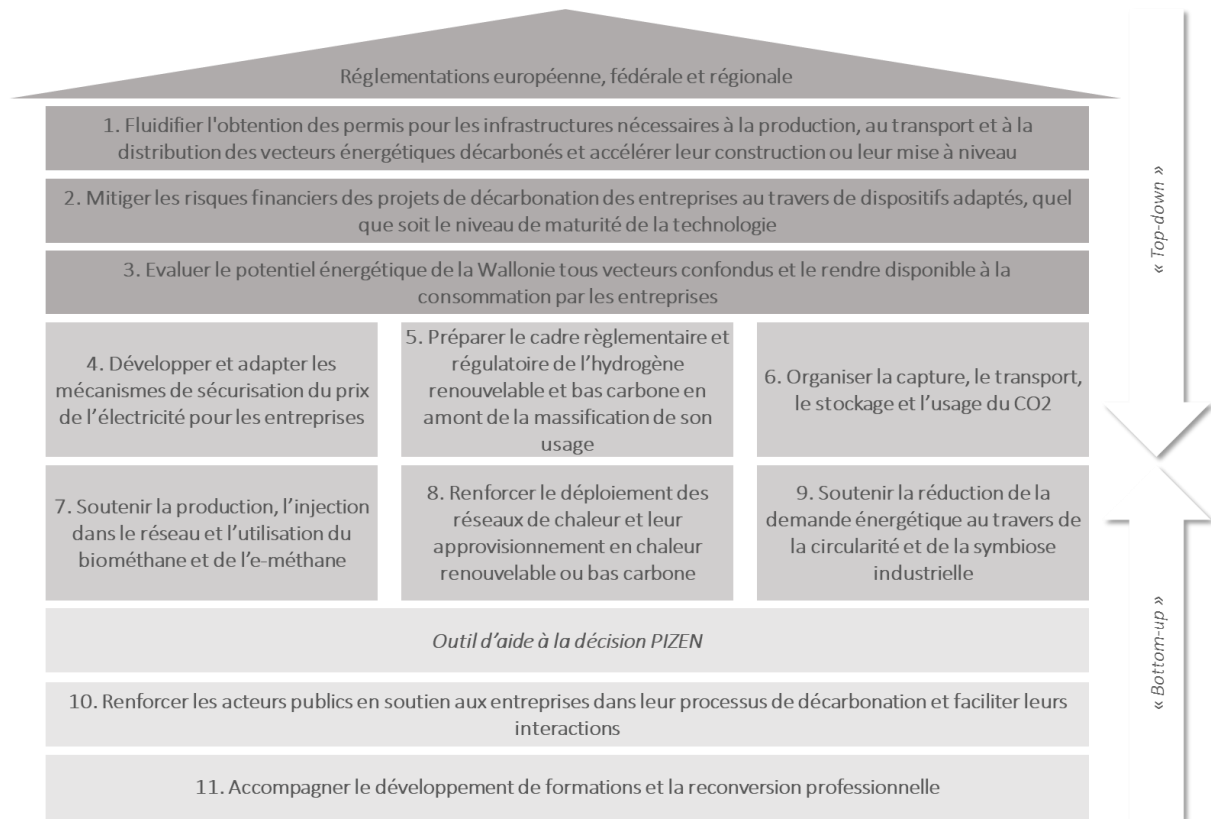 Réglementations européenne, fédérale et régionale
1. Fluidifier l'obtention des permis pour les infrastructures nécessaires à la production, au transport et à la
distribution des vecteurs énergétiques décarbonés et accélérer leur construction ou leur mise à niveau
2. Mitiger les risques financiers des projets de décarbonation des entreprises au travers de dispositifs adaptés, quel
que soit le niveau de maturité de la technologie
3. Evaluer le potentiel énergétique de la Wallonie tous vecteurs confondus et le rendre disponible à la
consommation par les entreprises
4. Développer et adapter les
mécanismes de sécurisation du prix
de l’électricité pour les entreprises
5. Préparer le cadre règlementaire et
régulatoire de l’hydrogène
renouvelable et bas carbone en
amont de la massification de son
usage
6. Organiser la capture, le transport,
le stockage et l’usage du CO2
7. Soutenir la production, l’injection
dans le réseau et l’utilisation du
biométhane et de l’e-méthane
8. Renforcer le déploiement des
réseaux de chaleur et leur
approvisionnement en chaleur
renouvelable ou bas carbone
9. Soutenir la réduction de la
demande énergétique au travers de
la circularité et de la symbiose
industrielle
Outil d’aide à la décision PIZEN
10. Renforcer les acteurs publics en soutien aux entreprises dans leur processus de décarbonation et faciliter leurs
interactions
11. Accompagner le développement de formations et la reconversion professionnelle
« Top-down »
« Bottom-up »